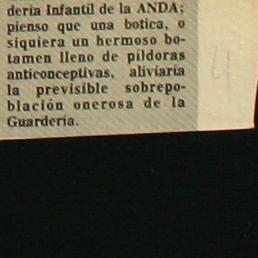 dería Infantil de la ANDA;
pienso que una botica, o
siquiera un hermoso bo-
tamen lleno de píldoras
anticonceptivas, aliviaría
la previsible sobrepo-
blación onerosa de la
Guardería.
4